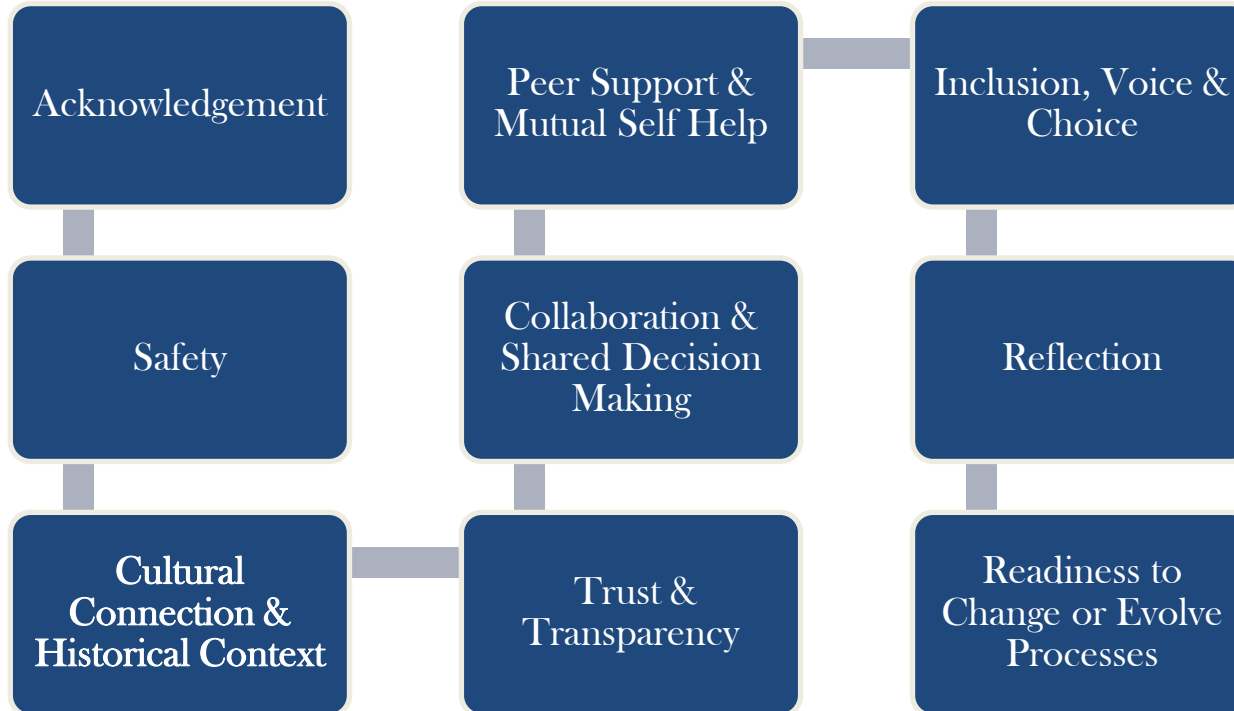 Acknowledgement
Safety
Cultural
Connection &
Historical Context
Trust &
Transparency
Collaboration &
Shared Decision
Making
Peer Support &
Mutual Self Help
Inclusion, Voice &
Choice
Reflection
Readiness to
Change or Evolve
Processes